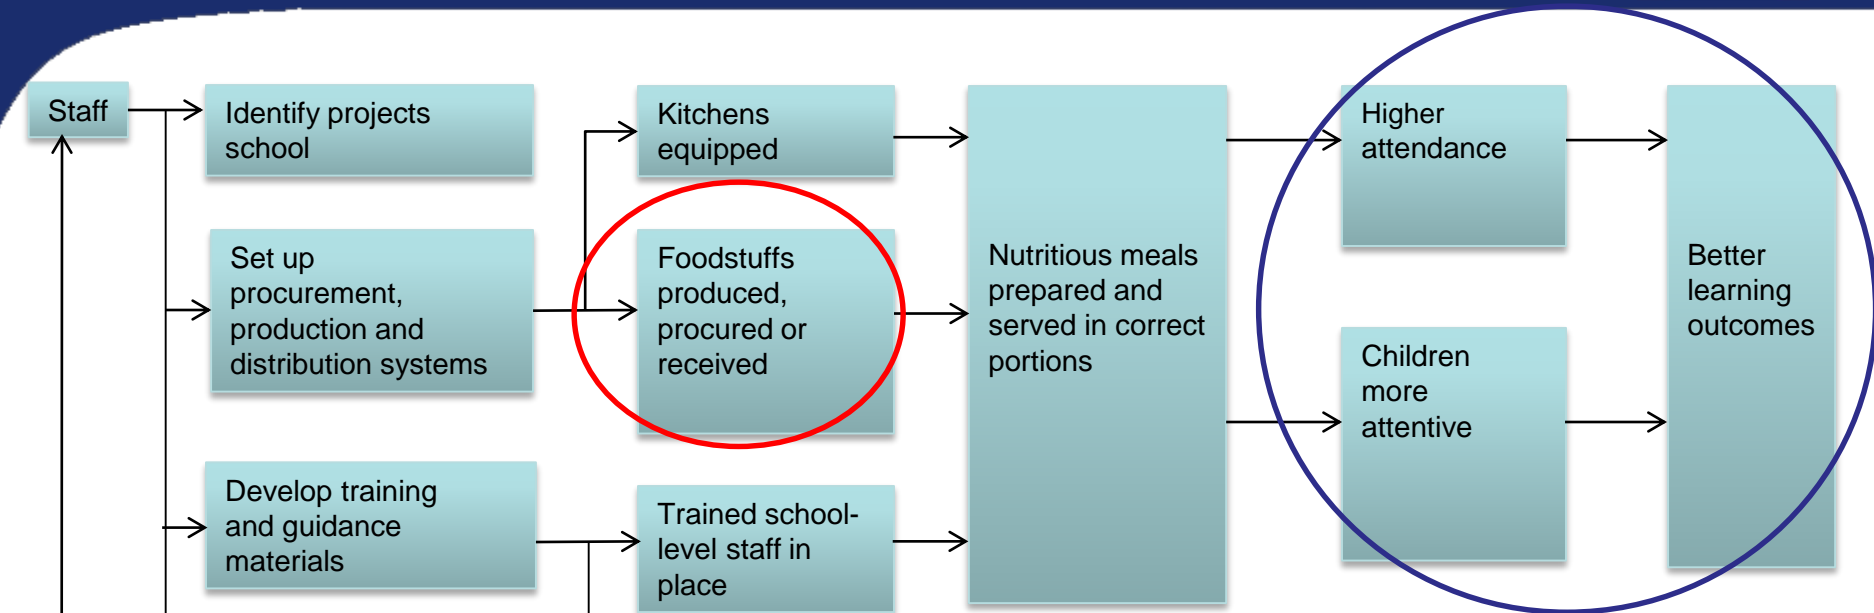 Staff
Identify projects
school
Kitchens
equipped
Higher
attendance
Set up
procurement,
production and
distribution systems
Foodstuffs
produced,
procured or
received
Nutritious meals
prepared and
served in correct
portions
Better
learning
outcomes
Children
more
attentive
Develop training
and guidance
materials
Trained school-
level staff in
place